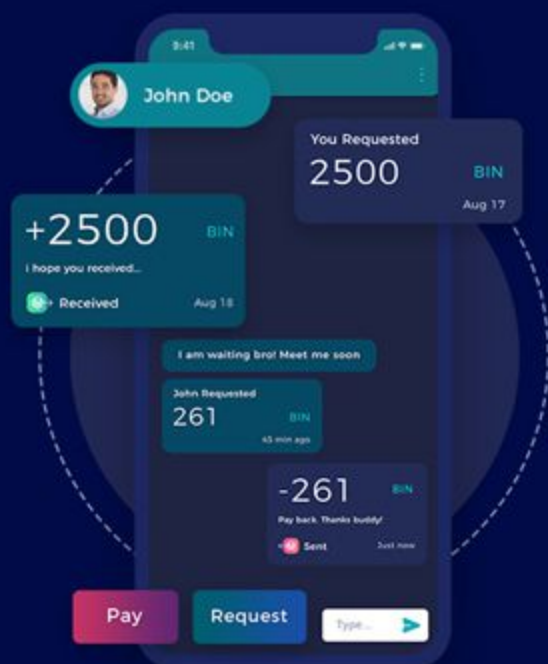 9:41
John Doe
You Requested
2500 BIN
Aug 17
+2500 BIN
i hope you received...
Received Aug 18
I am waiting bro! Meet me soon
John Requested
261 BIN
45 min ago
-261 BIN
Pay back. Thanks buddy!
Sent Just now
Pay Request Type...